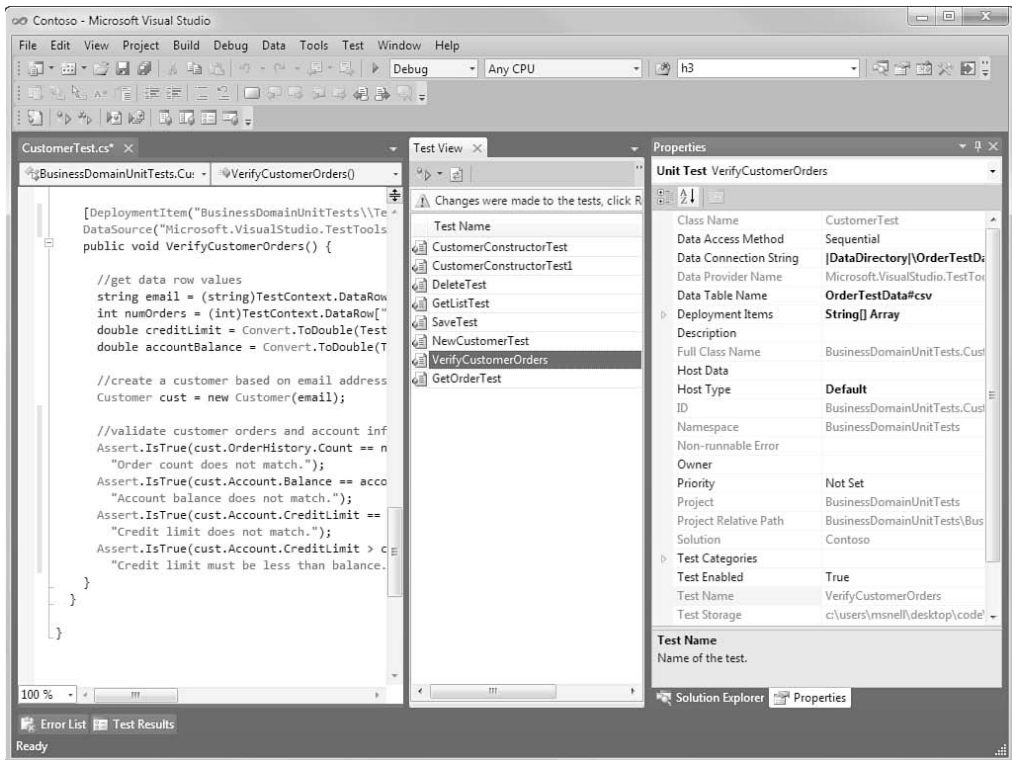 Contoso - Microsoft Visual Studio
File Edit View Project Build Debug Data Tools Test Window Help
Debug Any CPU h3
CustomerTest.cs*
BusinessDomainUnitTests.Cu:
VerifyCustomerOrders()
[DeploymentItem("BusinessDomainUnitTests\\Te
DataSource("Microsoft.VisualStudio.TestTools
public void VerifyCustomerOrders() {
//get data row values
string email = (string)TestContext.DataRow
int numOrders = (int)TestContext.DataRow["
double creditLimit = Convert.ToDouble(Test
double accountBalance = Convert.ToDouble(T
//create a customer based on email address
Customer cust = new Customer(email);
//validate customer orders and account inf
Assert.IsTrue(cust.OrderHistory.Count == n
"Order count does not match.");
Assert.IsTrue(cust.Account.Balance == acco
"Account balance does not match.");
Assert.IsTrue(cust.Account.CreditLimit ==
"Credit limit does not match.");
Assert.IsTrue(cust.Account.CreditLimit > c
"Credit limit must be less than balance.
}
}
}
100 %
Test View
Changes were made to the tests, click R
Test Name
CustomerConstructorTest
CustomerConstructorTest1
DeleteTest
GetListTest
SaveTest
NewCustomerTest
VerifyCustomerOrders
GetOrderTest
Properties
Unit Test VerifyCustomerOrders
Class Name CustomerTest
Data Access Method Sequential
Data Connection String |DataDirectory|\OrderTestDa
Data Provider Name Microsoft.VisualStudio.TestToo
Data Table Name OrderTestData#csv
Deployment Items String[] Array
Description
Full Class Name BusinessDomainUnitTests.Cust
Host Data
Host Type Default
ID BusinessDomainUnitTests.Cust
Namespace BusinessDomainUnitTests
Non-runnable Error
Owner
Priority Not Set
Project BusinessDomainUnitTests
Project Relative Path BusinessDomainUnitTests\Bus
Solution Contoso
Test Categories
Test Enabled True
Test Name VerifyCustomerOrders
Test Storage c:\users\msnell\desktop\code\
Test Name
Name of the test.
Solution Explorer Properties
Error List Test Results
Ready